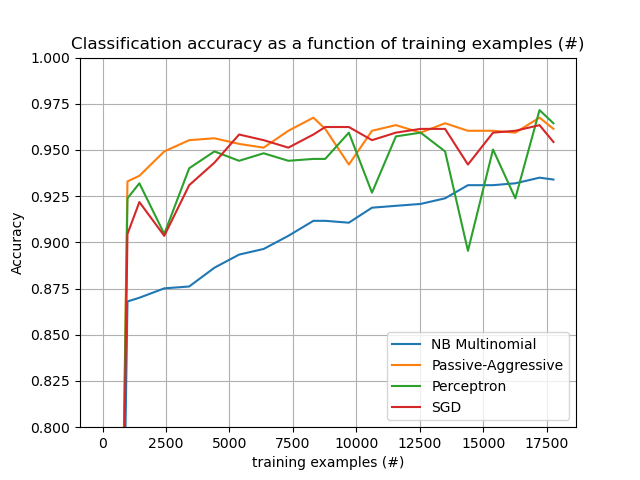 Classification accuracy as a function of training examples (#)
1.000
0.975
0.950
0.925
0.900
0.875
0.850
0.825
0.800
Accuracy
NB Multinomial
Passive-Aggressive
Perceptron
SGD
0 2500 5000 7500 10000 12500 15000 17500
training examples (#)